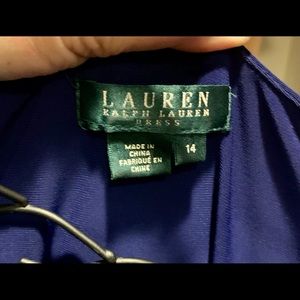 LAUREN
RALPH LAUREN
DRESS
MADE IN
CHINA
FABRIQUÉ EN
CHINE
14